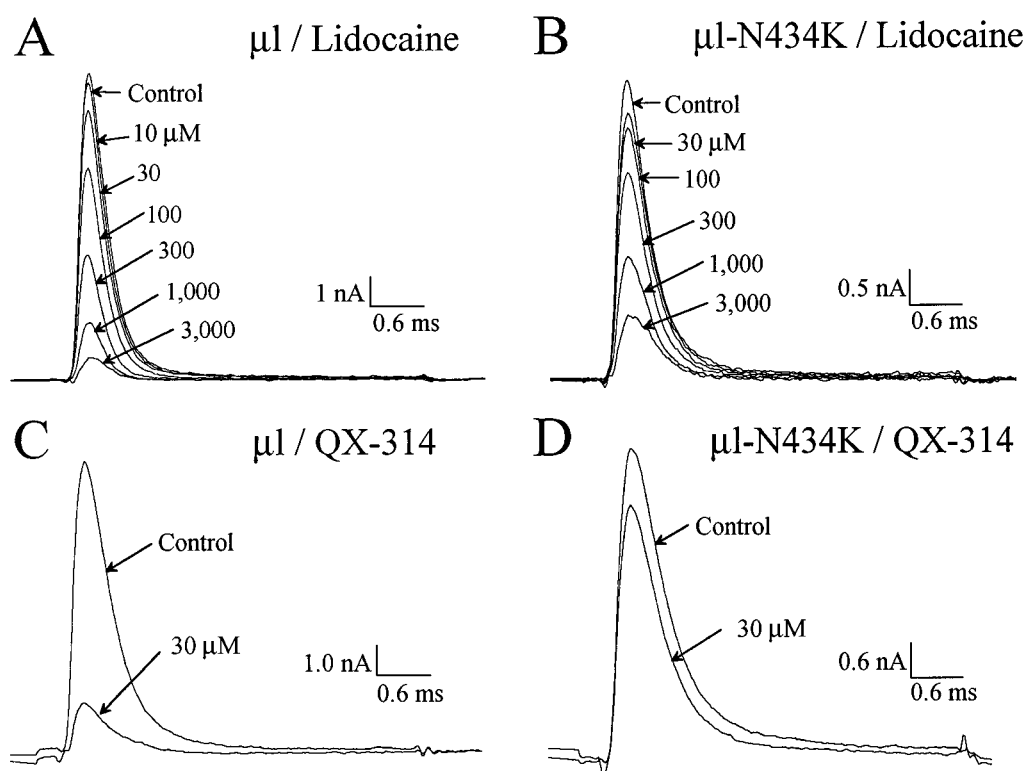 A
μl / Lidocaine
Control
10 μM
30
100
300
1,000
3,000
1 nA
0.6 ms
B
μl-N434K / Lidocaine
Control
30 μM
100
300
1,000
3,000
0.5 nA
0.6 ms
C
μl / QX-314
Control
30 μM
1.0 nA
0.6 ms
D
μl-N434K / QX-314
Control
30 μM
0.6 nA
0.6 ms